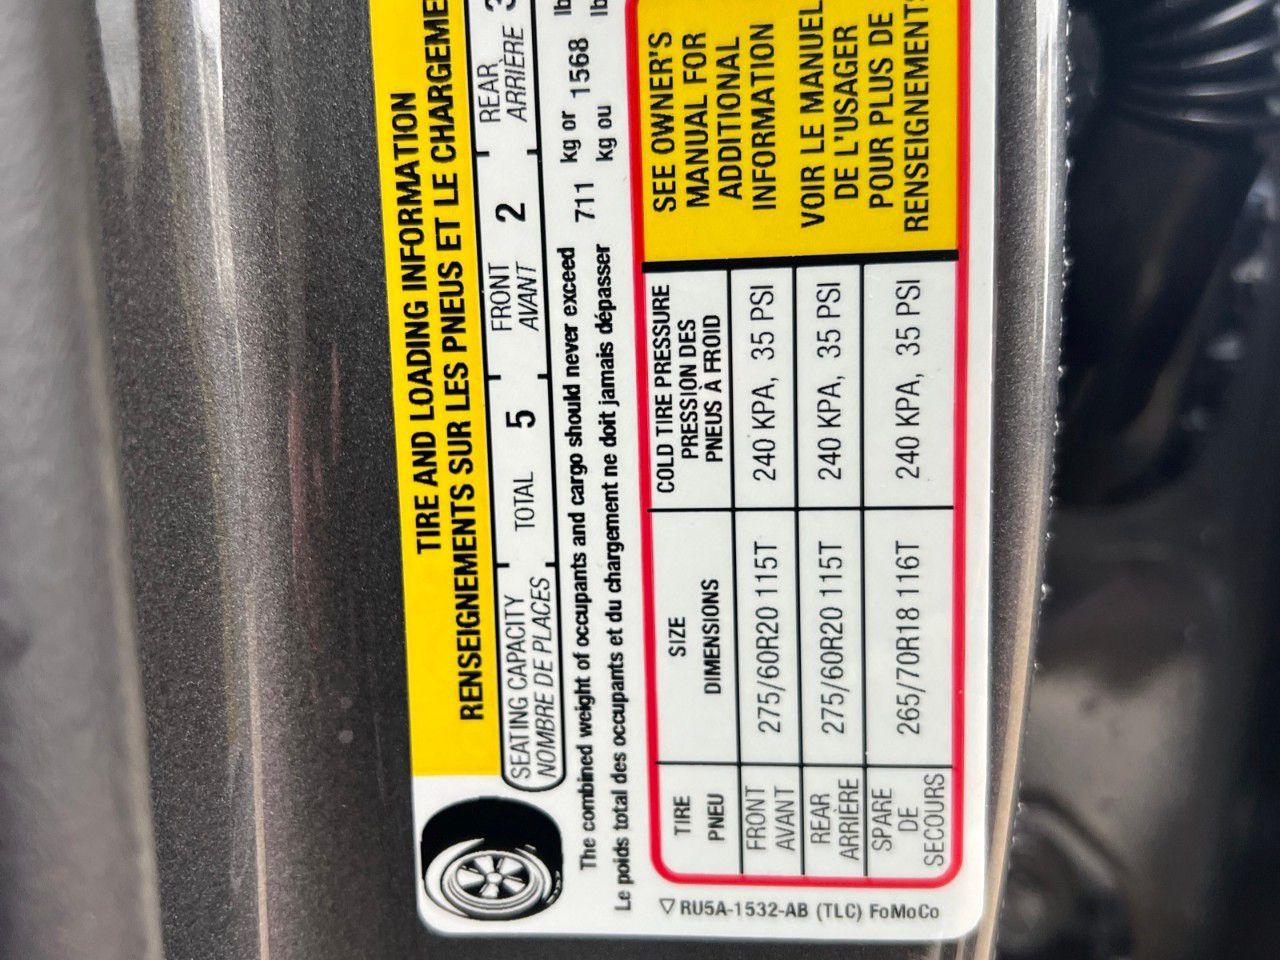 TIRE AND LOADING INFORMATION
RENSEIGNEMENTS SUR LES PNEUS ET LE CHARGEME
SEATING CAPACITY TOTAL 5 FRONT 2 REAR 3
NOMBRE DE PLACES AVANT ARRIÈRE
The combined weight of occupants and cargo should never exceed 711 kg or 1568 lb
Le poids total des occupants et du chargement ne doit jamais dépasser kg ou lb
TIRE SIZE COLD TIRE PRESSURE
PNEU DIMENSIONS PRESSION DES
PNEUS À FROID
FRONT 275/60R20 115T 240 KPA, 35 PSI
AVANT
REAR 275/60R20 115T 240 KPA, 35 PSI
ARRIÈRE
SPARE 265/70R18 116T 240 KPA, 35 PSI
DE
SECOURS
SEE OWNER'S
MANUAL FOR
ADDITIONAL
INFORMATION
VOIR LE MANUEL
DE L'USAGER
POUR PLUS DE
RENSEIGNEMENTS
RU5A-1532-AB (TLC) FoMoCo